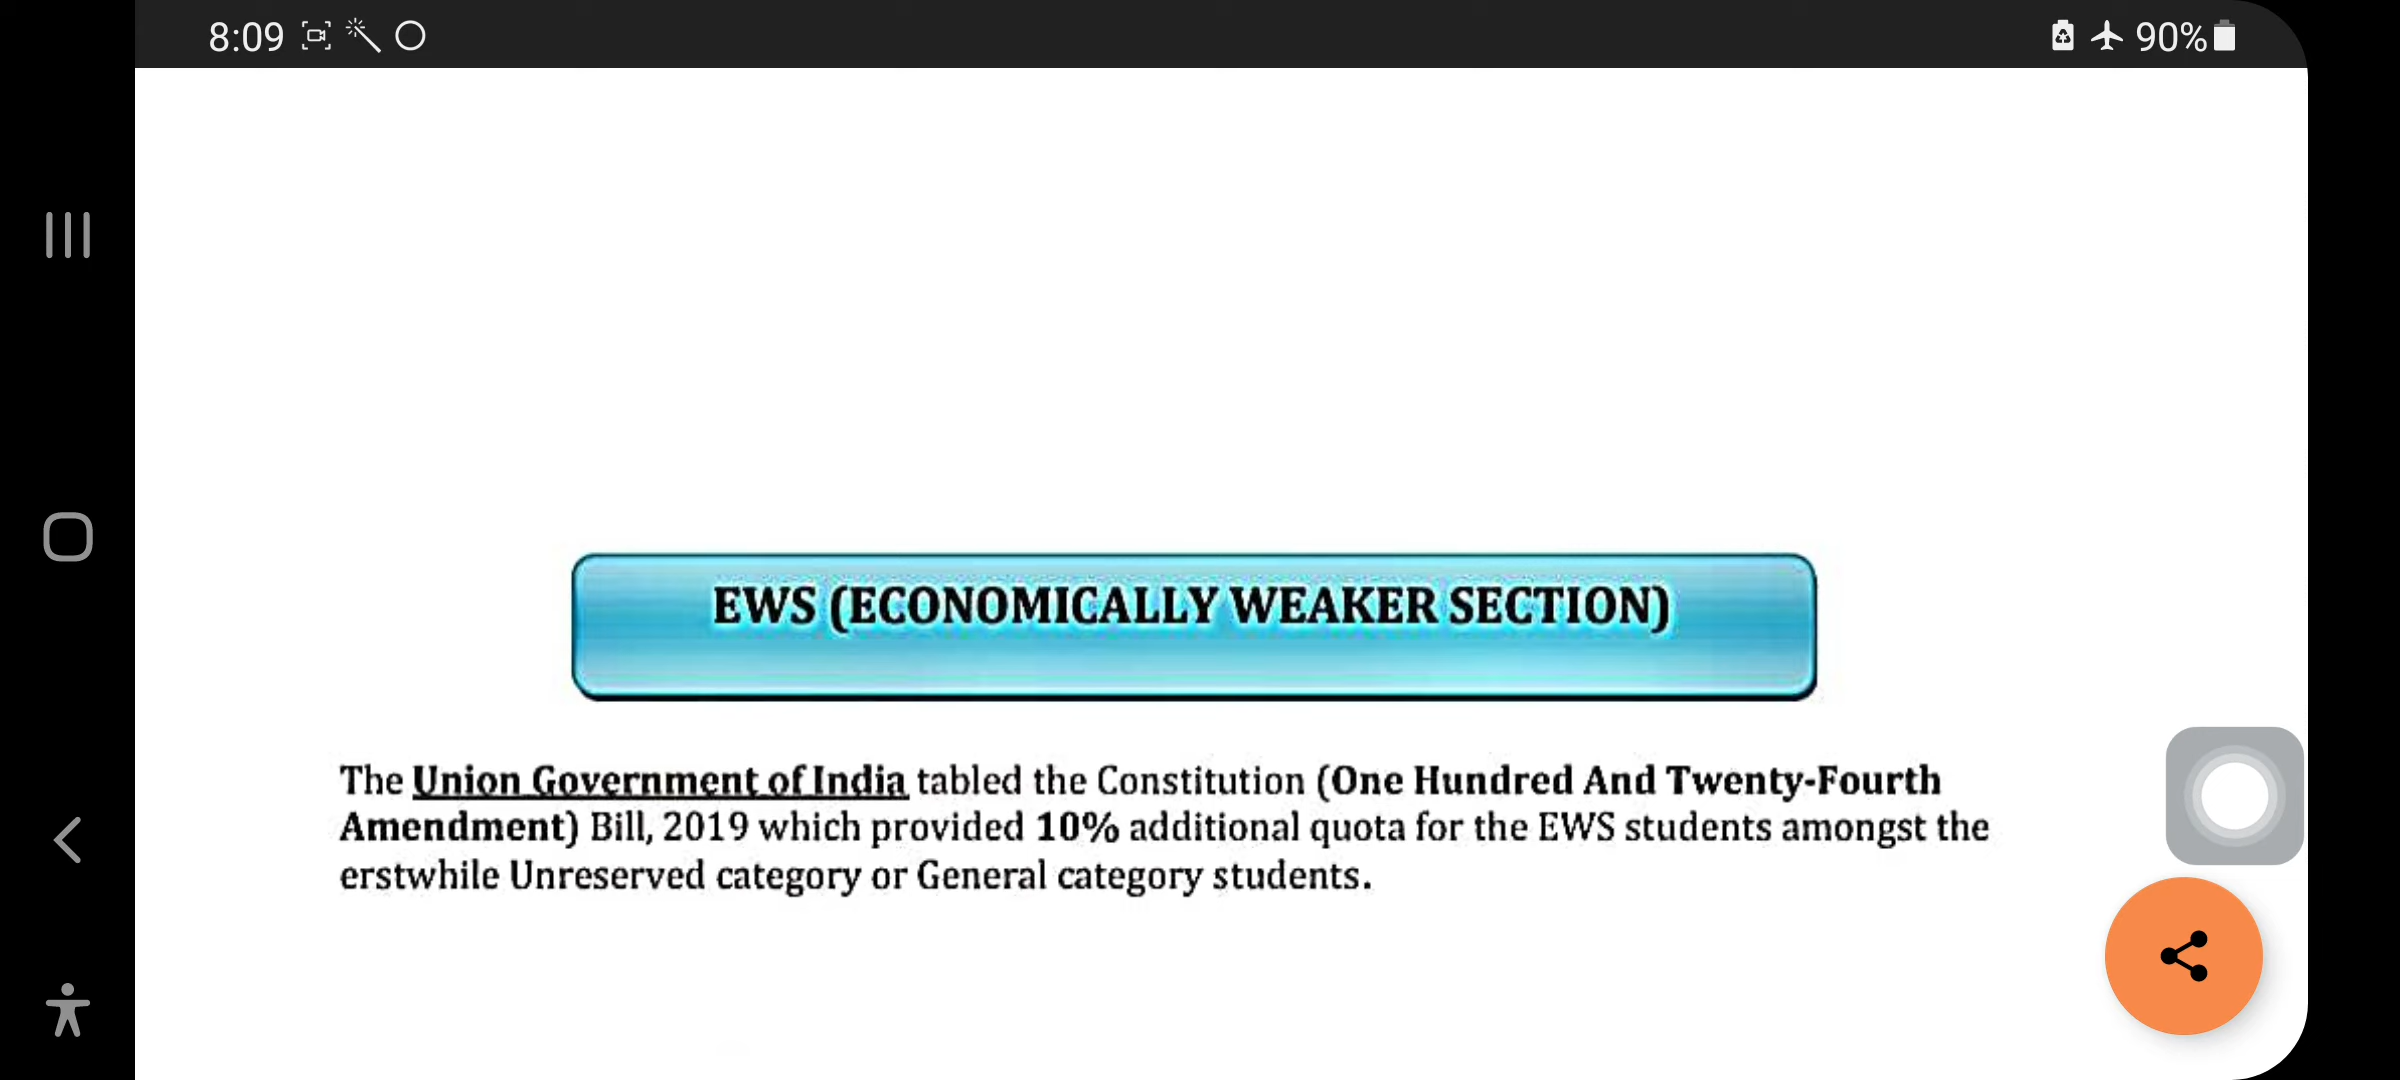 8:09
90%
EWS (ECONOMICALLY WEAKER SECTION)
The Union Government of India tabled the Constitution (One Hundred And Twenty-Fourth
Amendment) Bill, 2019 which provided 10% additional quota for the EWS students amongst the
erstwhile Unreserved category or General category students.